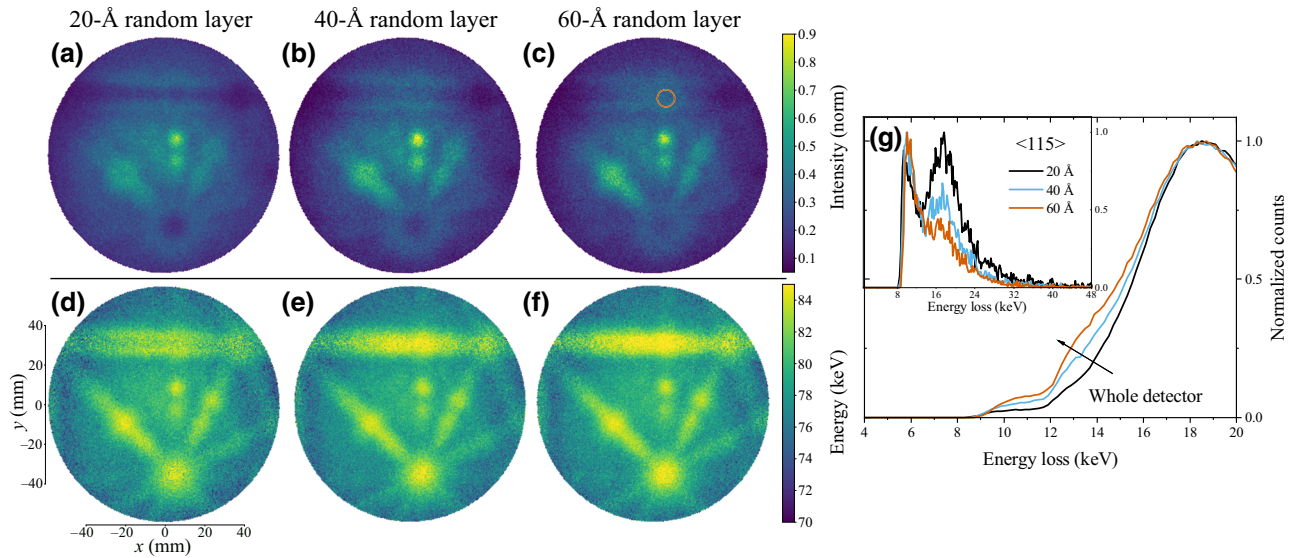 20-Å random layer
40-Å random layer
60-Å random layer
(a)
(b)
(c)
0.9
0.8
0.7
0.6
0.5
0.4
0.3
0.2
0.1
Intensity (norm)
(d)
(e)
(f)
40
20
0
−20
−40
y (mm)
−40
−20
0
20
40
x (mm)
84
82
80
78
76
74
72
70
Energy (keV)
(g)
<115>
20 Å
40 Å
60 Å
1.0
0.5
0.0
8
16
24
32
40
48
Energy loss (keV)
Whole detector
1.0
0.5
0.0
Normalized counts
4
6
8
10
12
14
16
18
20
Energy loss (keV)